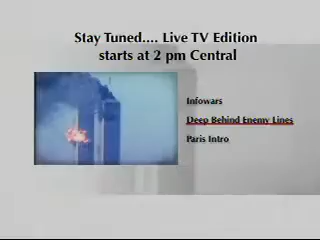 Stay Tuned.... Live TV Edition
starts at 2 pm Central
Infowars
Deep Behind Enemy Lines
Paris Intro